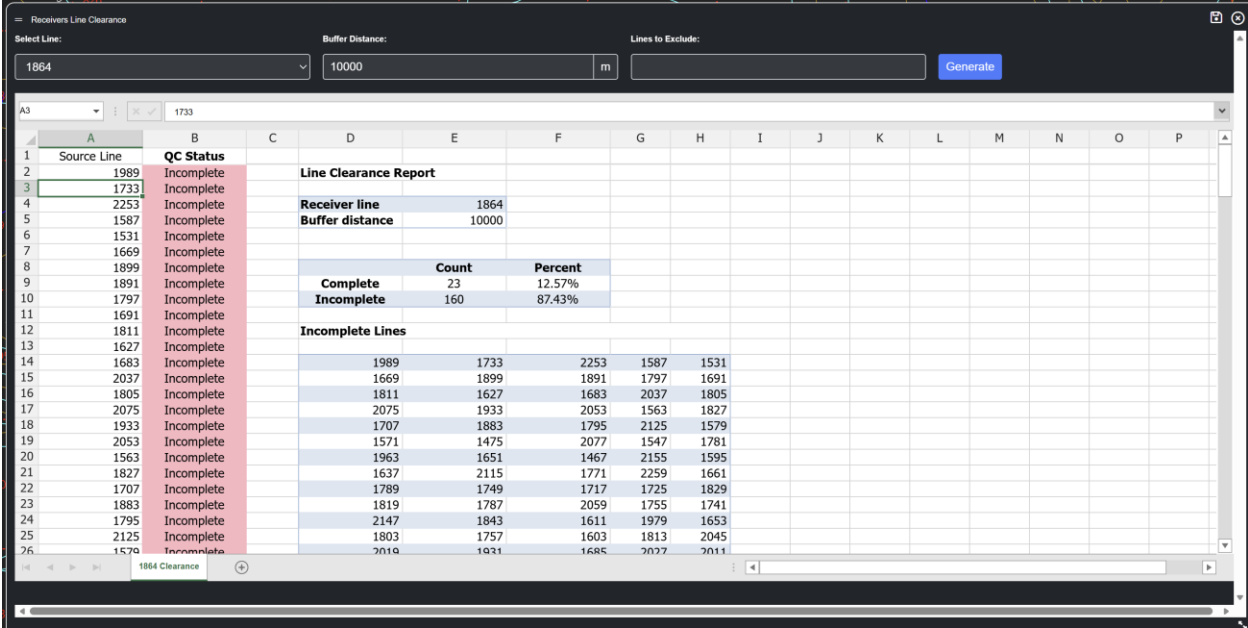 Receivers Line Clearance
Select Line: Buffer Distance: Lines to Exclude:
1864 10000 m Generate
A3 1733
A B C D E F G H I J K L M N O P
1 Source Line QC Status
2 1989 Incomplete Line Clearance Report
3 1733 Incomplete
4 2253 Incomplete Receiver line 1864
5 1587 Incomplete Buffer distance 10000
6 1531 Incomplete
7 1669 Incomplete
8 1899 Incomplete Count Percent
9 1891 Incomplete Complete 23 12.57%
10 1797 Incomplete Incomplete 160 87.43%
11 1691 Incomplete
12 1811 Incomplete Incomplete Lines
13 1627 Incomplete
14 1683 Incomplete 1989 1733 2253 1587 1531
15 2037 Incomplete 1669 1899 1891 1797 1691
16 1805 Incomplete 1811 1627 1683 2037 1805
17 2075 Incomplete 2075 1933 2053 1563 1827
18 1933 Incomplete 1707 1883 1795 2125 1579
19 2053 Incomplete 1571 1475 2077 1547 1781
20 1563 Incomplete 1963 1651 1467 2155 1595
21 1827 Incomplete 1637 2115 1771 2259 1661
22 1707 Incomplete 1789 1749 1717 1725 1829
23 1883 Incomplete 1819 1787 2059 1755 1741
24 1795 Incomplete 2147 1843 1611 1979 1653
25 2125 Incomplete 1803 1757 1603 1813 2045
26 1579 Incomplete 2019 1931 1685 2027 2011
1864 Clearance